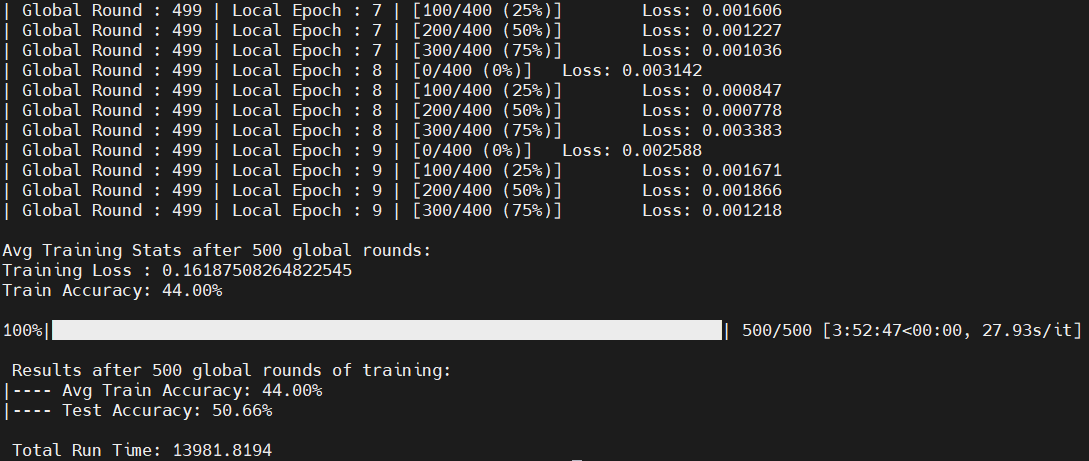 | Global Round : 499 | Local Epoch : 7 | [100/400 (25%)]        Loss: 0.001606
| Global Round : 499 | Local Epoch : 7 | [200/400 (50%)]        Loss: 0.001227
| Global Round : 499 | Local Epoch : 7 | [300/400 (75%)]        Loss: 0.001036
| Global Round : 499 | Local Epoch : 8 | [0/400 (0%)]   Loss: 0.003142
| Global Round : 499 | Local Epoch : 8 | [100/400 (25%)]        Loss: 0.000847
| Global Round : 499 | Local Epoch : 8 | [200/400 (50%)]        Loss: 0.000778
| Global Round : 499 | Local Epoch : 8 | [300/400 (75%)]        Loss: 0.003383
| Global Round : 499 | Local Epoch : 9 | [0/400 (0%)]   Loss: 0.002588
| Global Round : 499 | Local Epoch : 9 | [100/400 (25%)]        Loss: 0.001671
| Global Round : 499 | Local Epoch : 9 | [200/400 (50%)]        Loss: 0.001866
| Global Round : 499 | Local Epoch : 9 | [300/400 (75%)]        Loss: 0.001218
Avg Training Stats after 500 global rounds:
Training Loss : 0.16187508264822545
Train Accuracy: 44.00%
100%|██████████| 500/500 [3:52:47<00:00, 27.93s/it]
Results after 500 global rounds of training:
|---- Avg Train Accuracy: 44.00%
|---- Test Accuracy: 50.66%
Total Run Time: 13981.8194